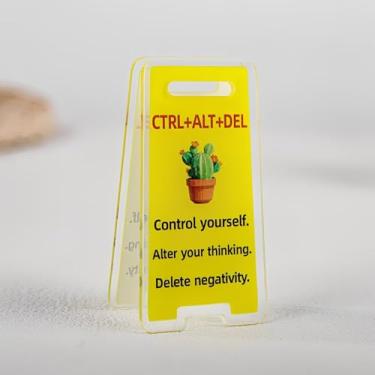 CTRL+ALT+DEL
Control yourself.
Alter your thinking.
Delete negativity.